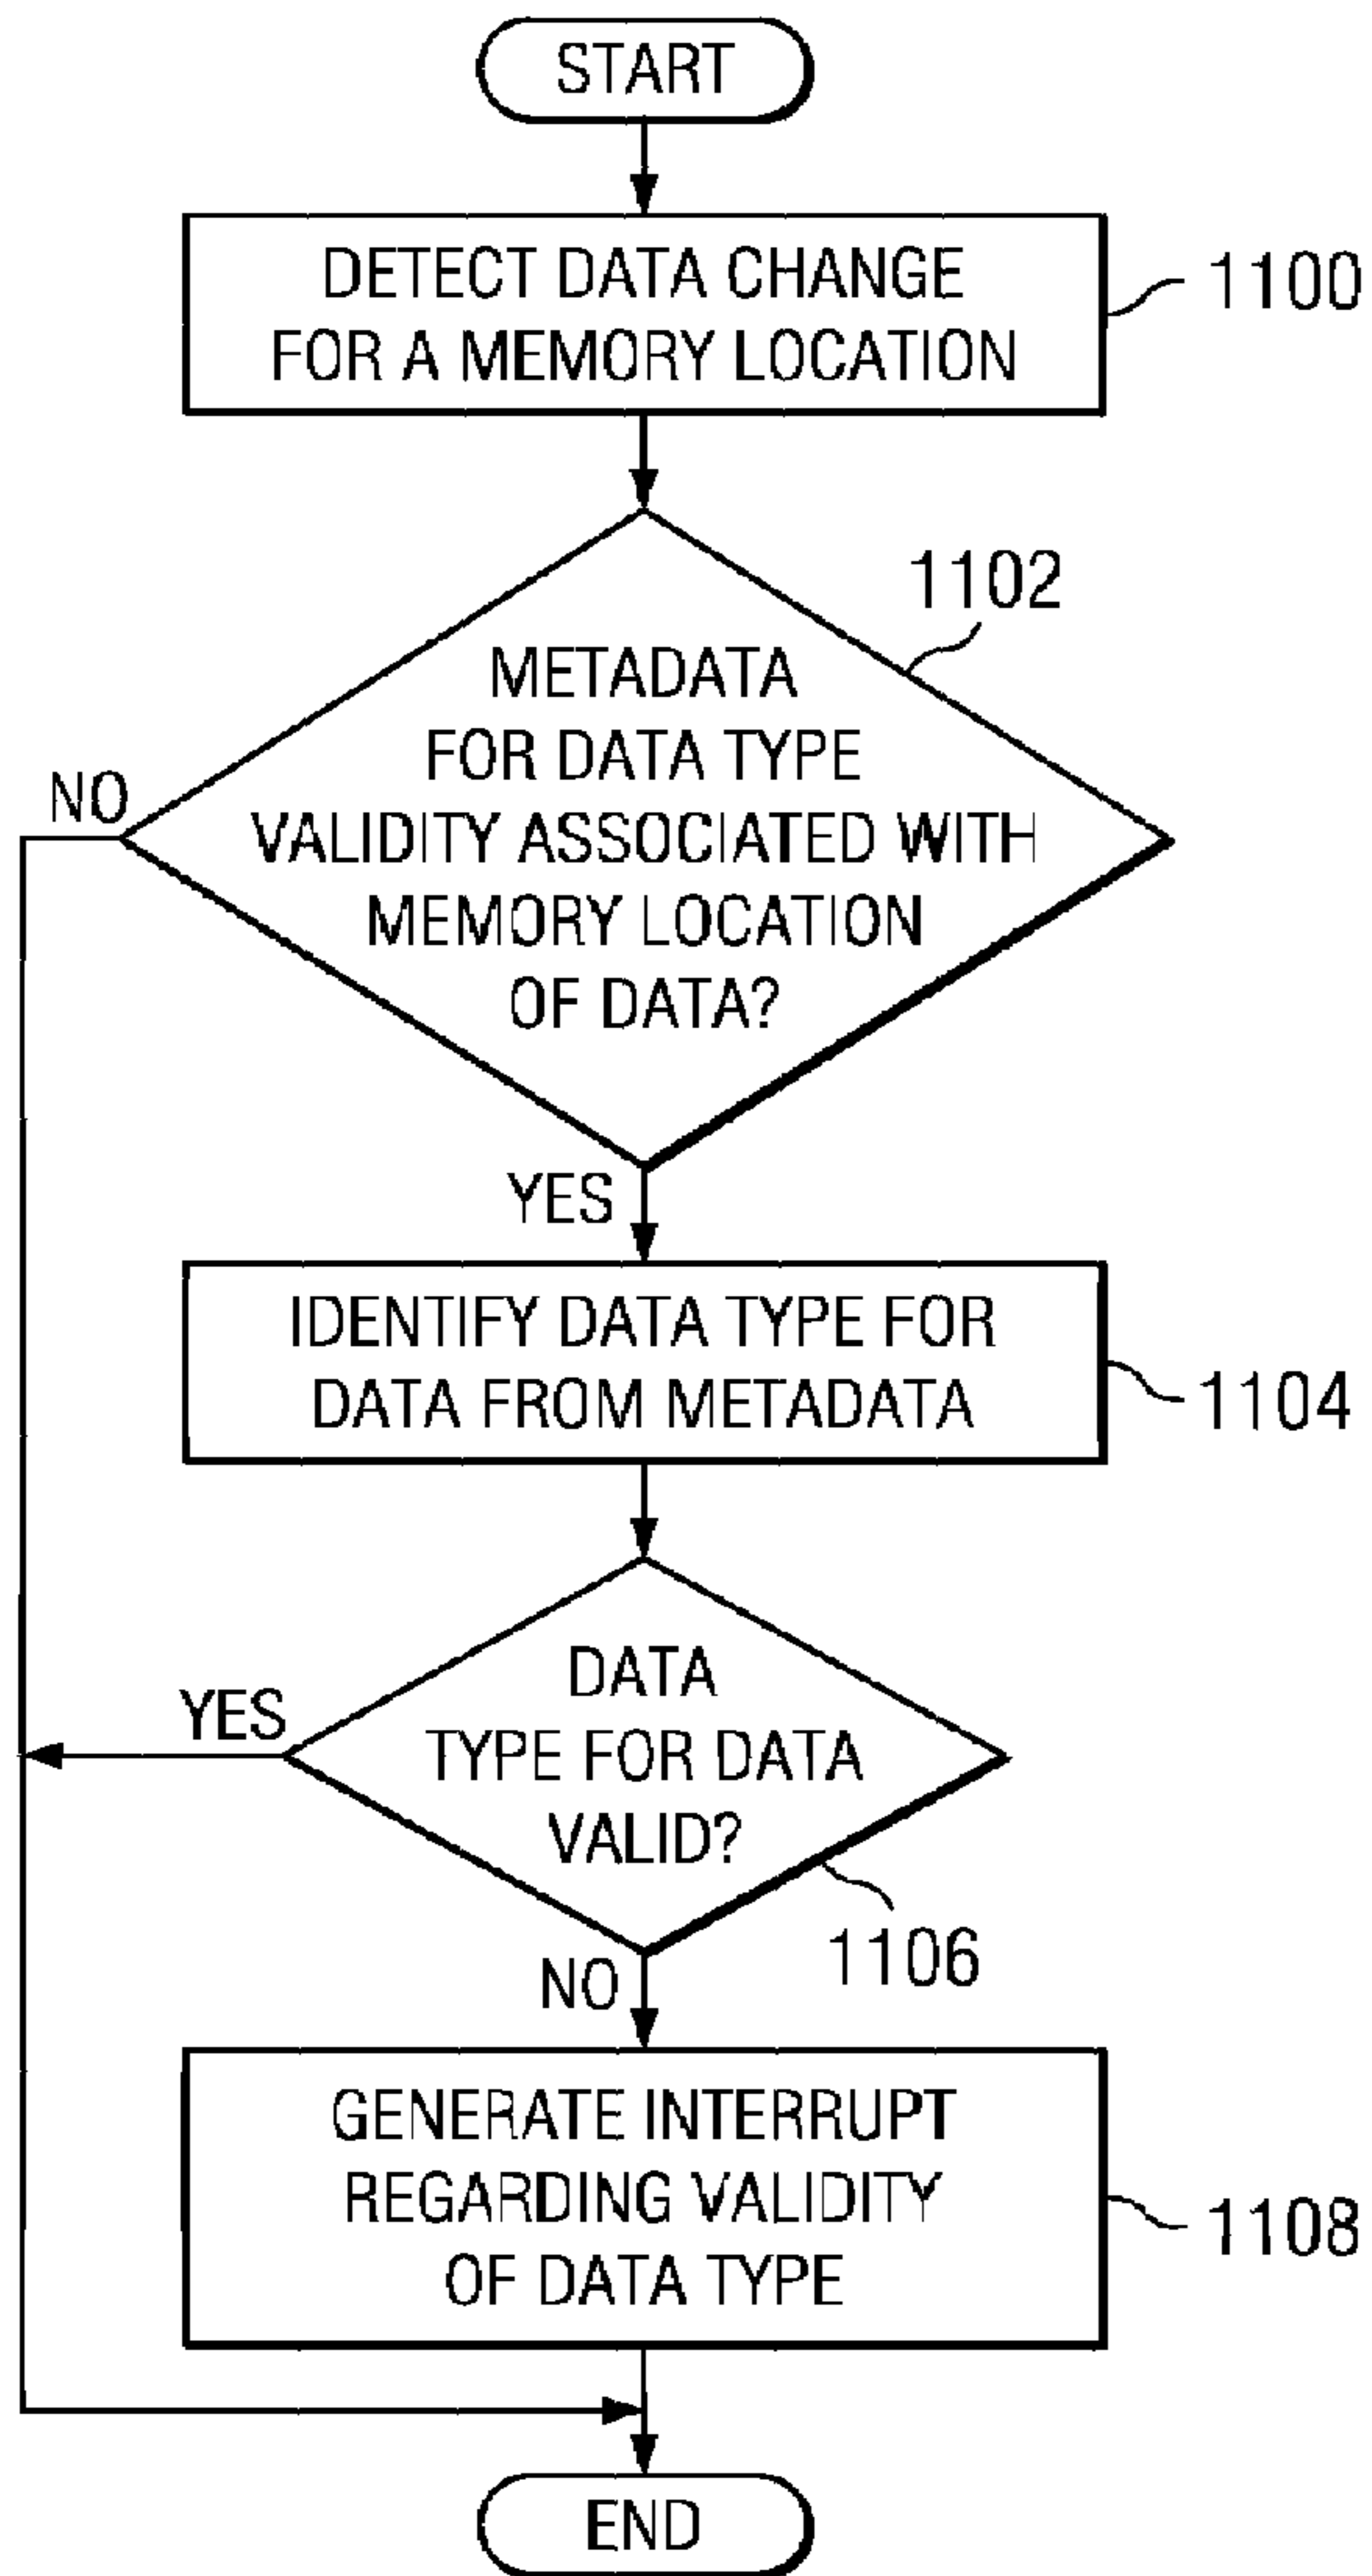 START
DETECT DATA CHANGE
FOR A MEMORY LOCATION
1100
1102
METADATA
FOR DATA TYPE
VALIDITY ASSOCIATED WITH
MEMORY LOCATION
OF DATA?
NO
YES
IDENTIFY DATA TYPE FOR
DATA FROM METADATA
1104
DATA
TYPE FOR DATA
VALID?
YES
1106
NO
GENERATE INTERRUPT
REGARDING VALIDITY
OF DATA TYPE
1108
END